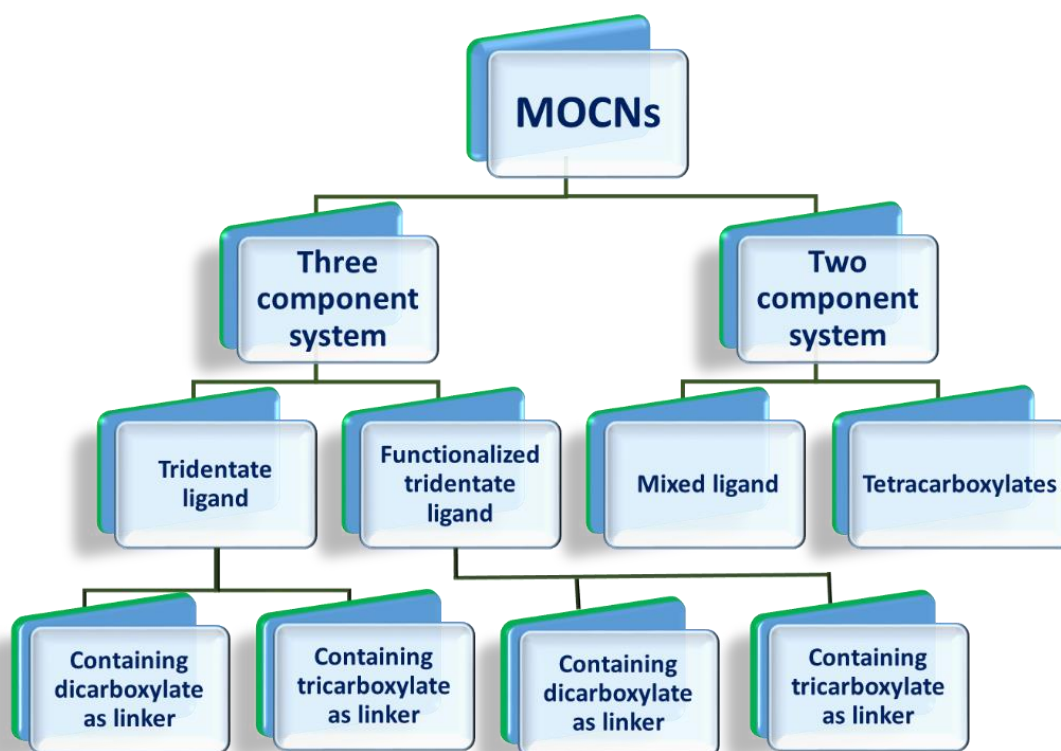 MOCNs
Three
component
system
Two
component
system
Tridentate
ligand
Functionalized
tridentate
ligand
Mixed ligand
Tetracarboxylates
Containing
dicarboxylate
as linker
Containing
tricarboxylate
as linker
Containing
dicarboxylate
as linker
Containing
tricarboxylate
as linker